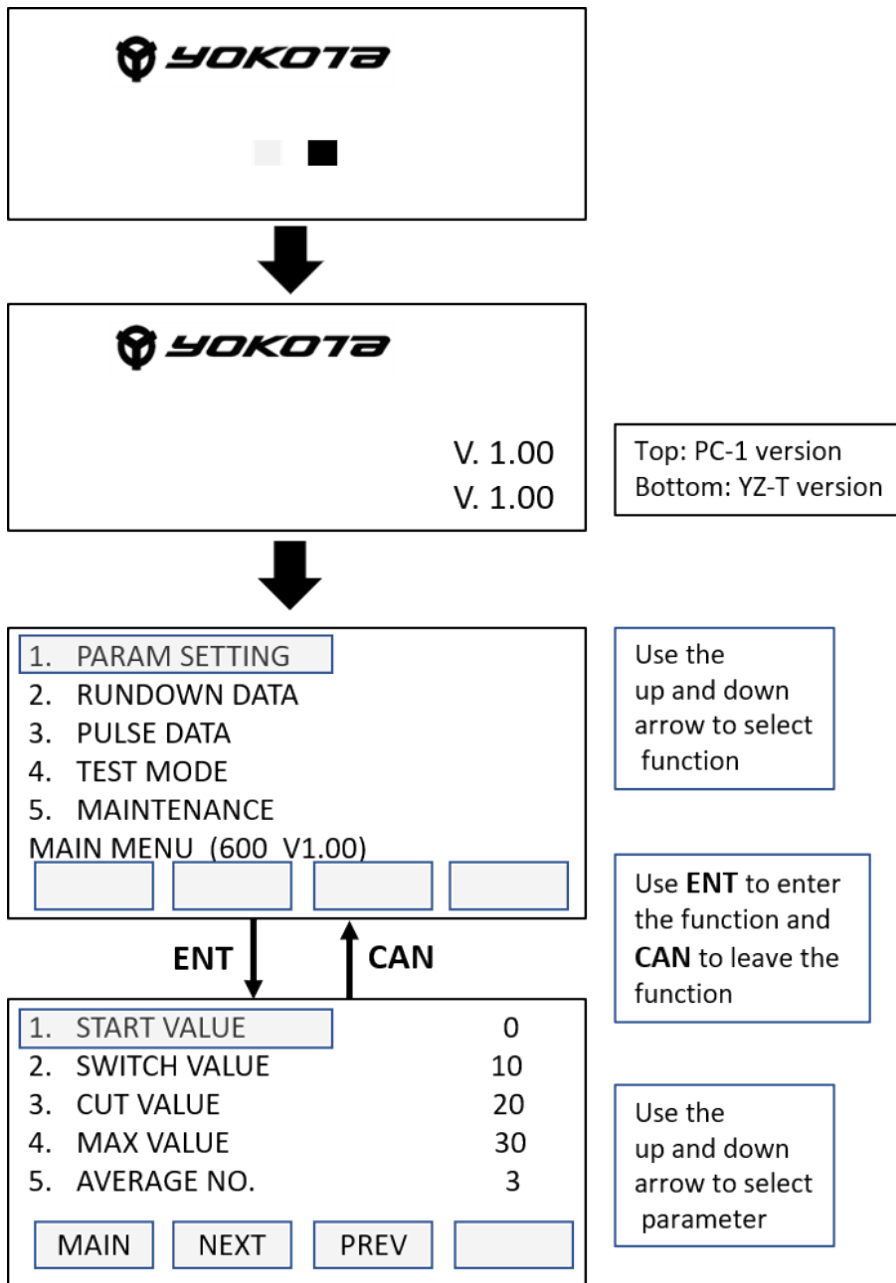 YOKOTA
YOKOTA
V. 1.00
V. 1.00
Top: PC-1 version
Bottom: YZ-T version
1. PARAM SETTING
2. RUNDOWN DATA
3. PULSE DATA
4. TEST MODE
5. MAINTENANCE
MAIN MENU (600 V1.00)
Use the
up and down
arrow to select
function
ENT
CAN
Use ENT to enter
the function and
CAN to leave the
function
1. START VALUE 0
2. SWITCH VALUE 10
3. CUT VALUE 20
4. MAX VALUE 30
5. AVERAGE NO. 3
MAIN NEXT PREV
Use the
up and down
arrow to select
parameter